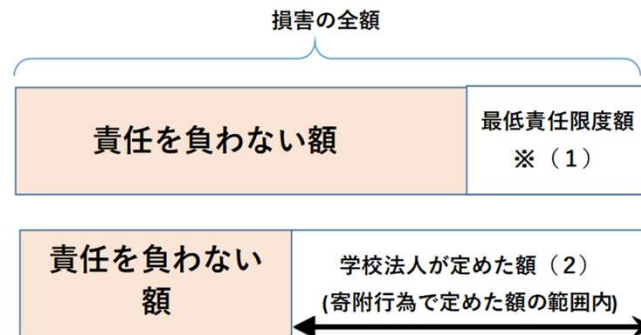 損害の全額
責任を負わない額
最低責任限度額
※（1）
責任を負わない
額
学校法人が定めた額（2）
(寄附行為で定めた額の範囲内)